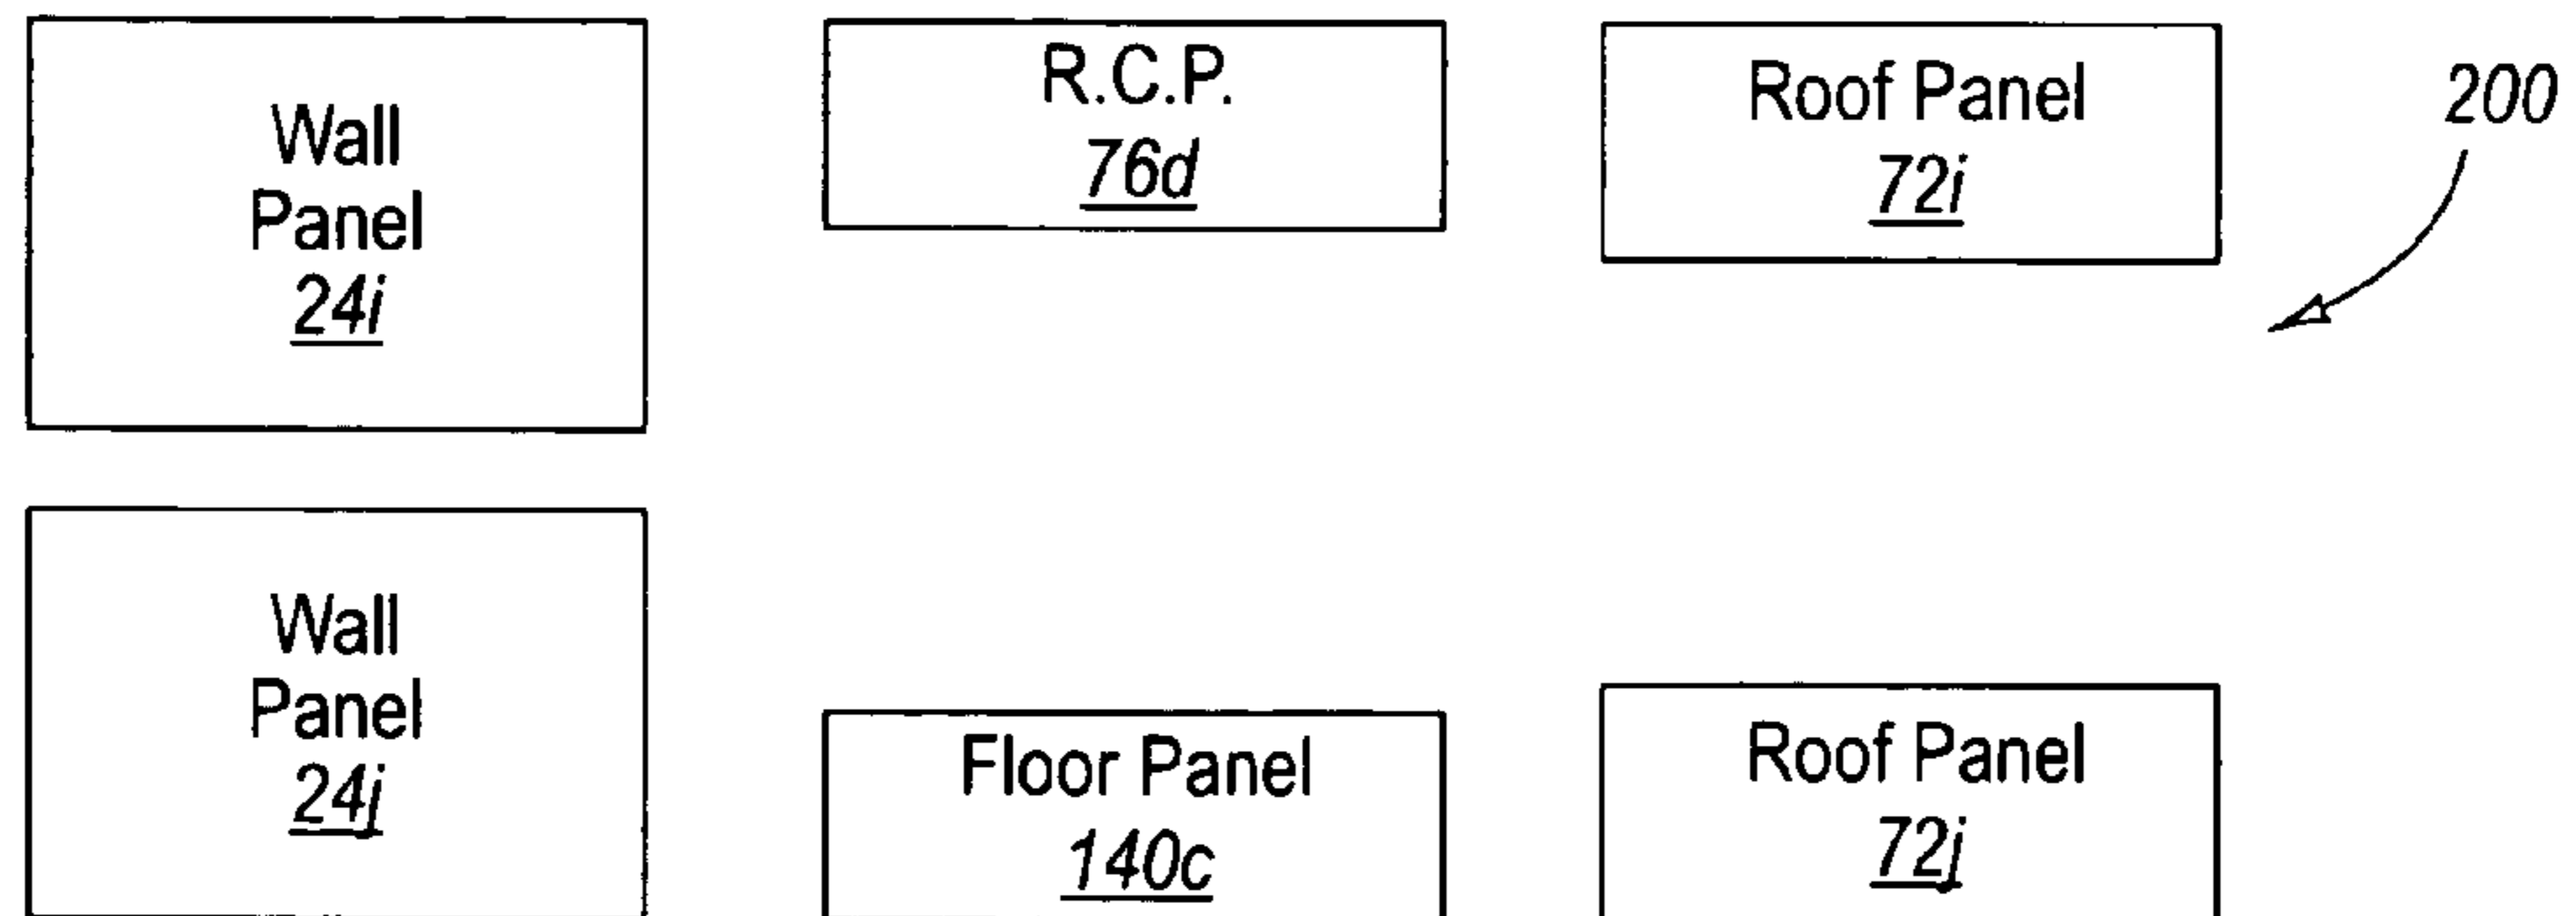 Wall
Panel
24i
R.C.P.
76d
Roof Panel
72i
200
Wall
Panel
24j
Floor Panel
140c
Roof Panel
72j